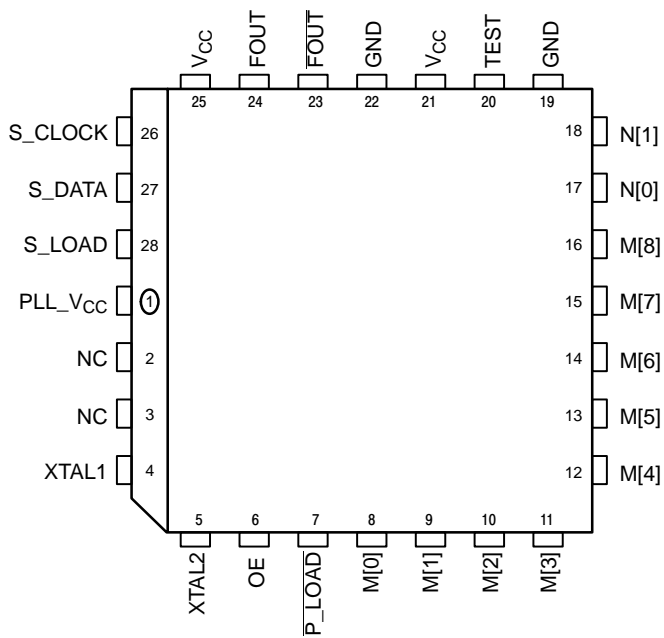 VCC
FOUT
F̅O̅U̅T̅
GND
VCC
TEST
GND
25
24
23
22
21
20
19
S_CLOCK
26
18
N[1]
S_DATA
27
17
N[0]
S_LOAD
28
16
M[8]
PLL_VCC
1
15
M[7]
NC
2
14
M[6]
NC
3
13
M[5]
XTAL1
4
12
M[4]
5
6
7
8
9
10
11
XTAL2
OE
P̅_̅L̅O̅A̅D̅
M[0]
M[1]
M[2]
M[3]